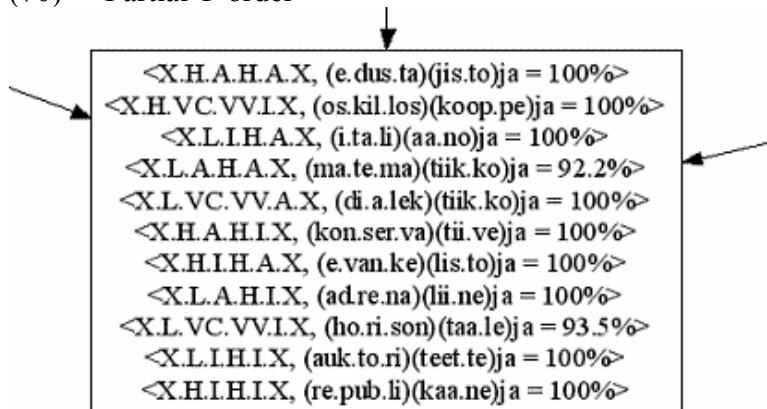 (70) Partial T-order
<X.H.A.H.A.X, (e.dus.ta)(jis.to)ja = 100%>
<X.H.VC.VV.I.X, (os.kil.los)(koop.pe)ja = 100%>
<X.L.I.H.A.X, (i.ta.li)(aa.no)ja = 100%>
<X.L.A.H.A.X, (ma.te.ma)(tiik.ko)ja = 92.2%>
<X.L.VC.VV.A.X, (di.a.lek)(tiik.ko)ja = 100%>
<X.H.A.H.I.X, (kon.ser.va)(tii.ve)ja = 100%>
<X.H.I.H.A.X, (e.van.ke)(lis.to)ja = 100%>
<X.L.A.H.I.X, (ad.re.na)(lii.ne)ja = 100%>
<X.L.VC.VV.I.X, (ho.ri.son)(taa.le)ja = 93.5%>
<X.L.I.H.I.X, (auk.to.ri)(teet.te)ja = 100%>
<X.H.I.H.I.X, (re.pub.li)(kaa.ne)ja = 100%>